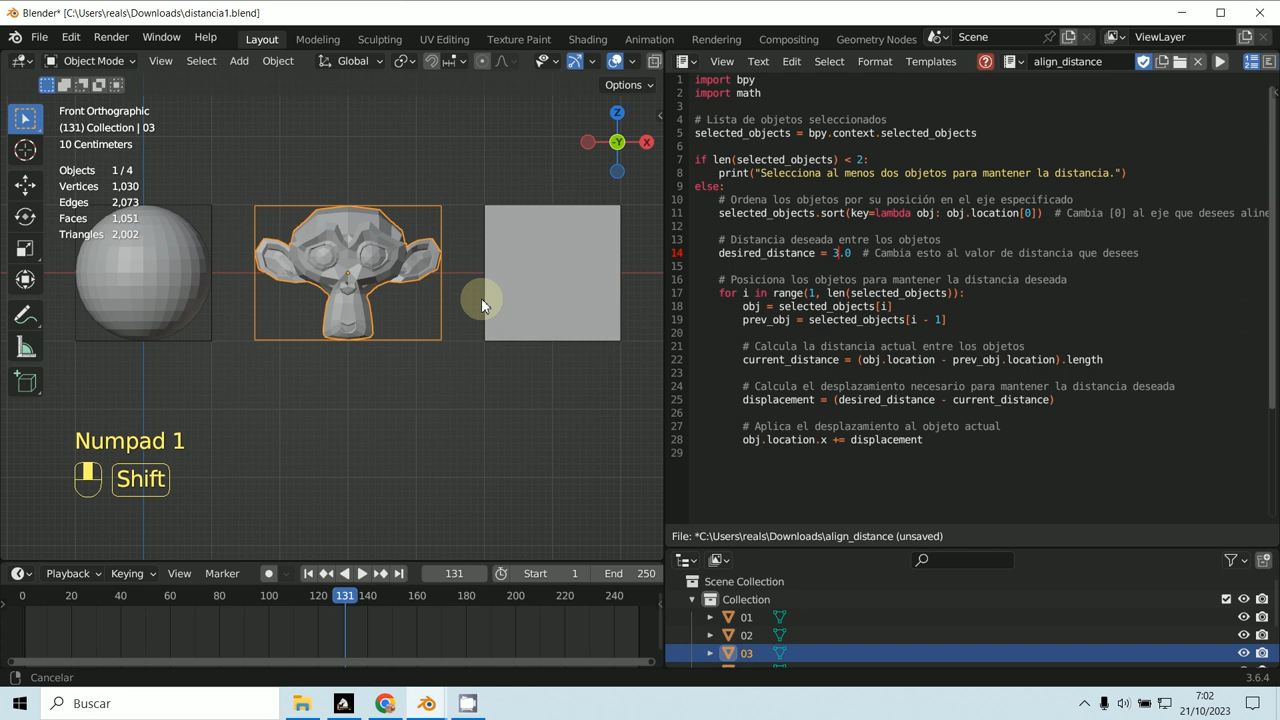 Blender* [C:\Users\reals\Downloads\distancia1.blend]
File Edit Render Window Help Layout Modeling Sculpting UV Editing Texture Paint Shading Animation Rendering Compositing Geometry Nodes Scene ViewLayer
Object Mode View Select Add Object Global
Options
Front Orthographic
(131) Collection | 03
10 Centimeters
Objects 1 / 4
Vertices 1,030
Edges 2,073
Faces 1,051
Triangles 2,002
Z
-Y
X
Numpad 1
Shift
View Text Edit Select Format Templates align_distance
1 import bpy
2 import math
3
4 # Lista de objetos seleccionados
5 selected_objects = bpy.context.selected_objects
6
7 if len(selected_objects) < 2:
8 print("Selecciona al menos dos objetos para mantener la distancia.")
9 else:
10 # Ordena los objetos por su posición en el eje especificado
11 selected_objects.sort(key=lambda obj: obj.location[0]) # Cambia [0] al eje que desees aline
12
13 # Distancia deseada entre los objetos
14 desired_distance = 3.0 # Cambia esto al valor de distancia que desees
15
16 # Posiciona los objetos para mantener la distancia deseada
17 for i in range(1, len(selected_objects)):
18 obj = selected_objects[i]
19 prev_obj = selected_objects[i - 1]
20
21 # Calcula la distancia actual entre los objetos
22 current_distance = (obj.location - prev_obj.location).length
23
24 # Calcula el desplazamiento necesario para mantener la distancia deseada
25 displacement = (desired_distance - current_distance)
26
27 # Aplica el desplazamiento al objeto actual
28 obj.location.x += displacement
29
File: *C:\Users\reals\Downloads\align_distance (unsaved)
Playback Keying View Marker 131 Start 1 End 250
0 20 40 60 80 100 120 131 140 160 180 200 220 240
Scene Collection
Collection
01
02
03
Cancelar
3.6.4
Buscar
7:02
21/10/2023